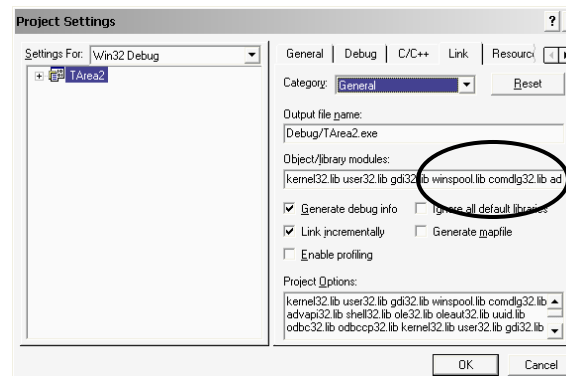 Project Settings
?
Settings For: Win32 Debug
TArea2
General Debug C/C++ Link
Category: General
Reset
Output file name:
Debug/TArea2.exe
Object/library modules:
kernel32.lib user32.lib gdi32.lib winspool.lib comdlg32.lib ad
Generate debug info
Ignore all default libraries
Link incrementally
Generate mapfile
Enable profiling
Project Options:
kernel32.lib user32.lib gdi32.lib winspool.lib comdlg32.lib
advapi32.lib shell32.lib ole32.lib oleaut32.lib uuid.lib
odbc32.lib odbccp32.lib kernel32.lib user32.lib gdi32.lib
OK Cancel